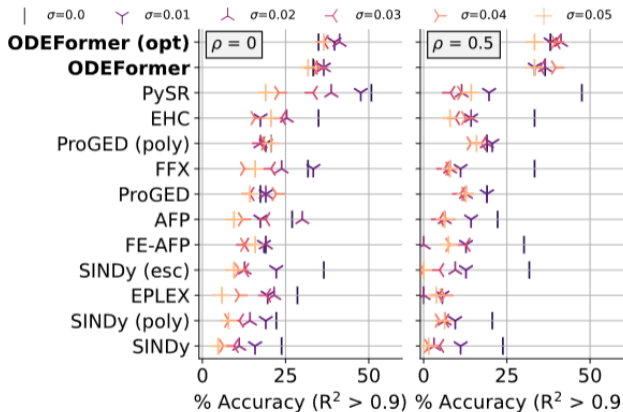 σ=0.0 σ=0.01 σ=0.02 σ=0.03 σ=0.04 σ=0.05
ODEFormer (opt)
ODEFormer
PySR
EHC
ProGED (poly)
FFX
ProGED
AFP
FE-AFP
SINDy (esc)
EPLEX
SINDy (poly)
SINDy
ρ = 0
ρ = 0.5
0 25 50
0 25 50
% Accuracy (R² > 0.9)
% Accuracy (R² > 0.9